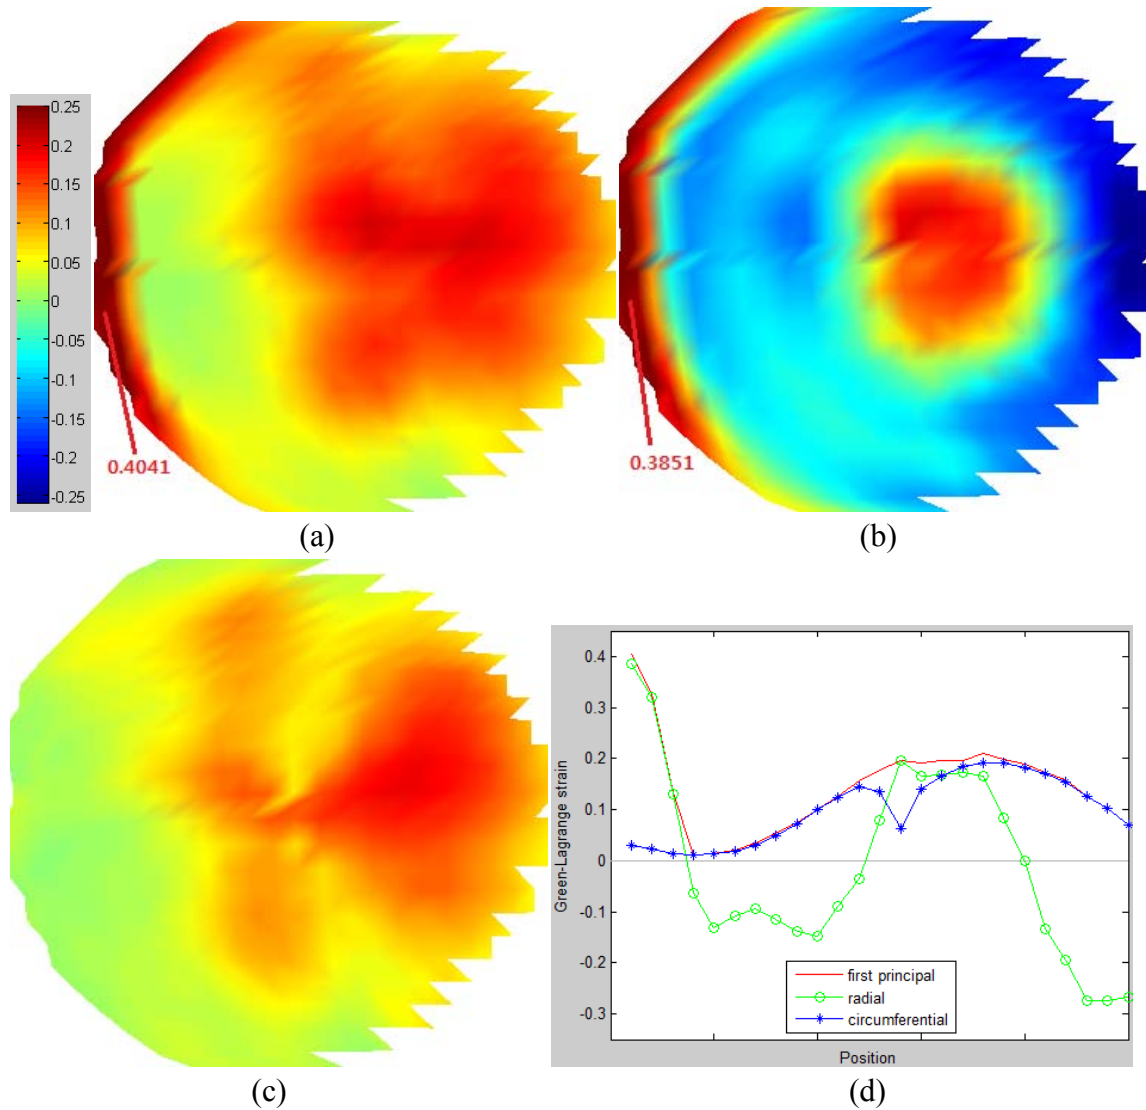 0.25
0.2
0.15
0.1
0.05
0
-0.05
-0.1
-0.15
-0.2
-0.25
0.4041
0.3851
(a)
(b)
0.4
0.3
0.2
0.1
0
-0.1
-0.2
-0.3
Green-Lagrange strain
first principal
radial
circumferential
Position
(c)
(d)